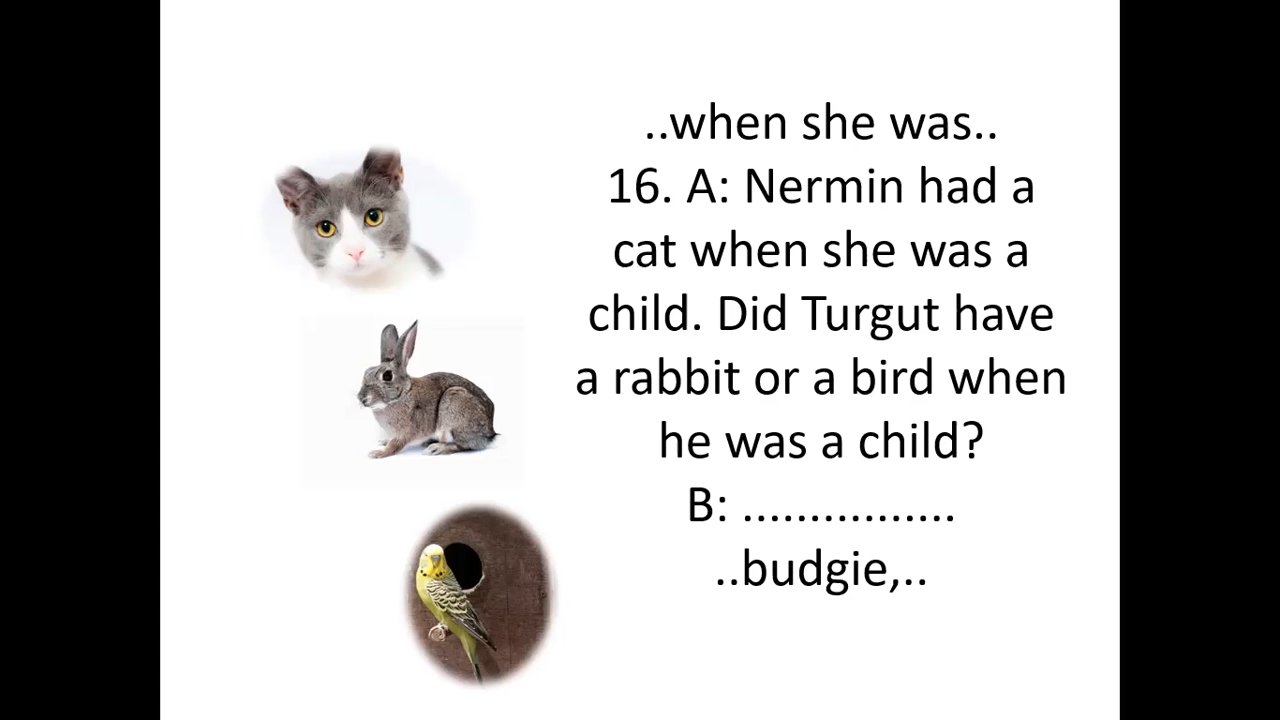 ..when she was..
16. A: Nermin had a
cat when she was a
child. Did Turgut have
a rabbit or a bird when
he was a child?
B: ................
..budgie,..